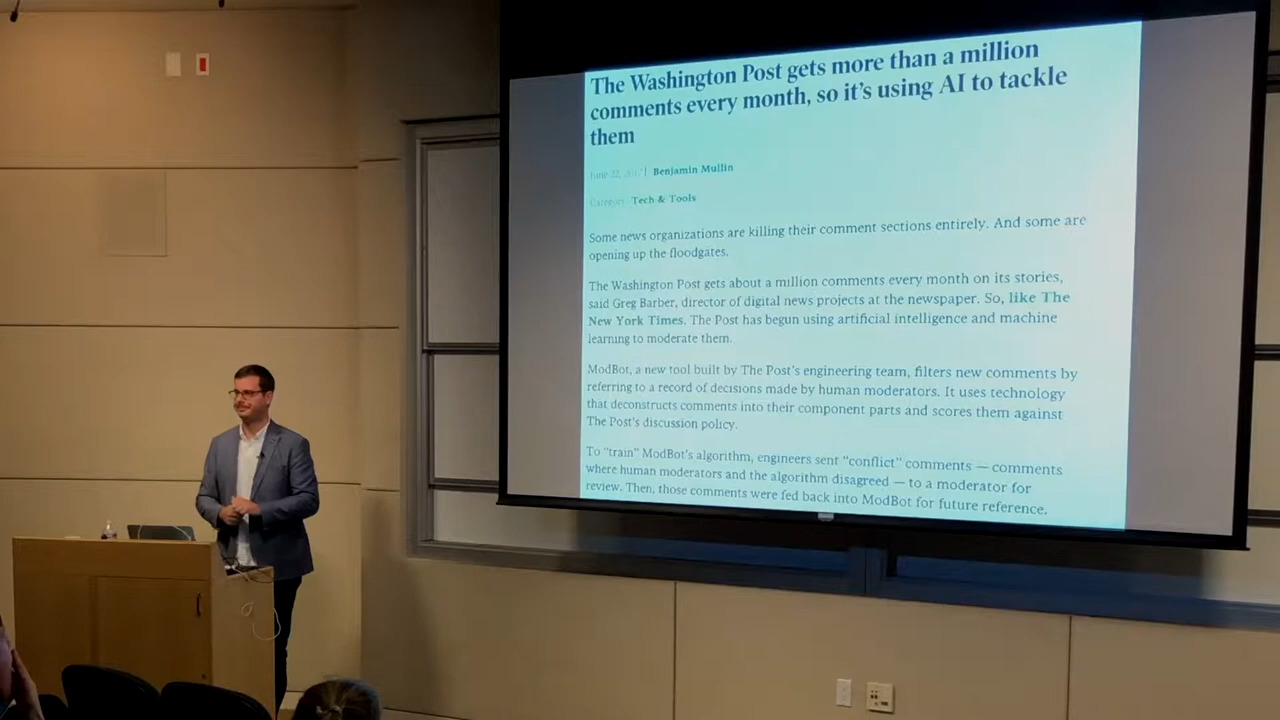 The Washington Post gets more than a million
comments every month, so it's using AI to tackle
them
June 22, 2017 | Benjamin Mullin
Category: Tech & Tools
Some news organizations are killing their comment sections entirely. And some are
opening up the floodgates.
The Washington Post gets about a million comments every month on its stories,
said Greg Barber, director of digital news projects at the newspaper. So, like The
New York Times. The Post has begun using artificial intelligence and machine
learning to moderate them.
ModBot, a new tool built by The Post's engineering team, filters new comments by
referring to a record of decisions made by human moderators. It uses technology
that deconstructs comments into their component parts and scores them against
The Post's discussion policy.
To "train" ModBot's algorithm, engineers sent "conflict" comments — comments
where human moderators and the algorithm disagreed — to a moderator for
review. Then, those comments were fed back into ModBot for future reference.